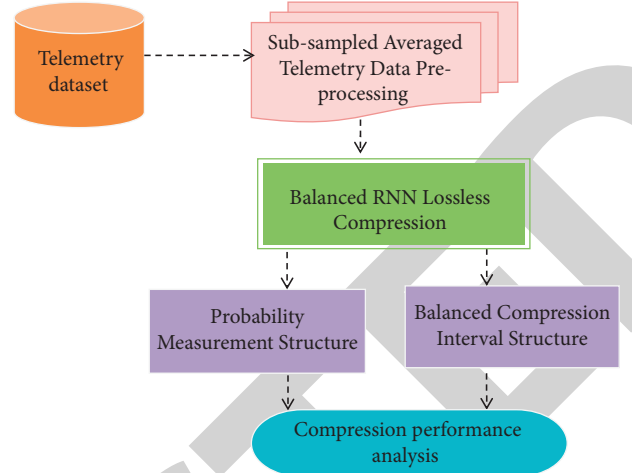 Telemetry
dataset
Sub-sampled Averaged
Telemetry Data Pre-
processing
Balanced RNN Lossless
Compression
Probability
Measurement Structure
Balanced Compression
Interval Structure
Compression performance
analysis